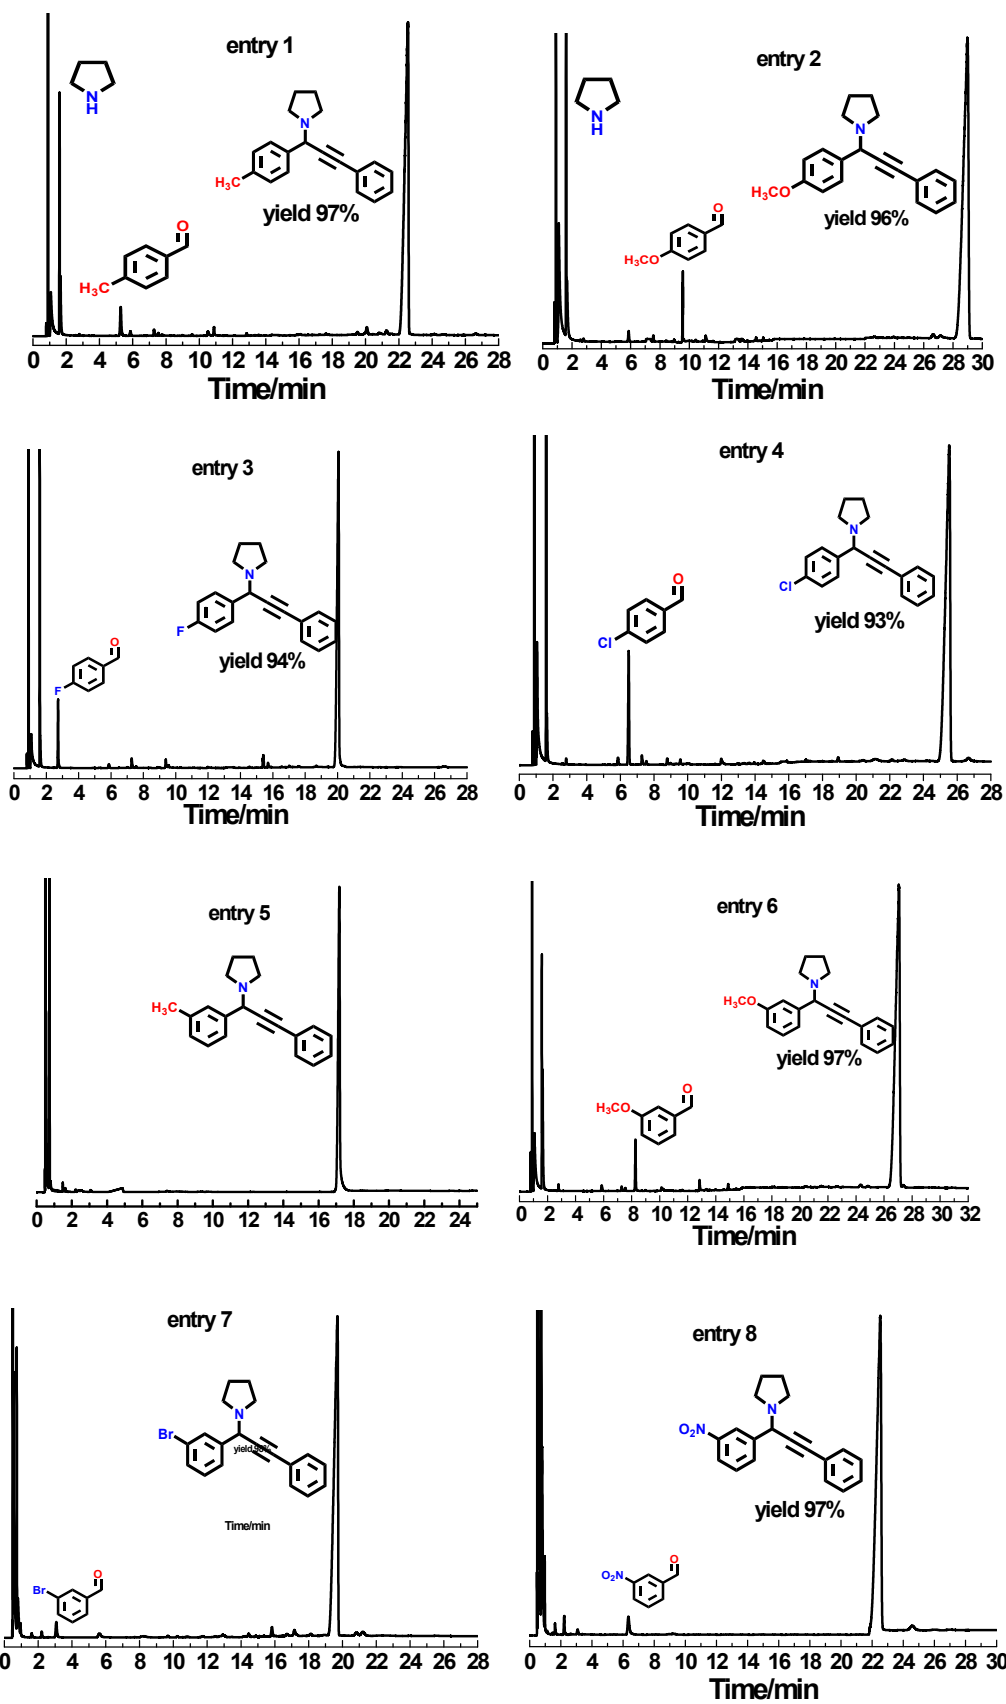 entry 1
N
H
N
H₃C
yield 97%
O
H₃C
0 2 4 6 8 10 12 14 16 18 20 22 24 26 28
Time/min
entry 2
N
H
N
H₃CO
yield 96%
O
H₃CO
0 2 4 6 8 10 12 14 16 18 20 22 24 26 28 30
Time/min
entry 3
N
F
yield 94%
O
F
0 2 4 6 8 10 12 14 16 18 20 22 24 26 28
Time/min
entry 4
N
Cl
yield 93%
O
Cl
0 2 4 6 8 10 12 14 16 18 20 22 24 26 28
Time/min
entry 5
N
H₃C
0 2 4 6 8 10 12 14 16 18 20 22 24
entry 6
N
H₃CO
yield 97%
O
H₃CO
0 2 4 6 8 10 12 14 16 18 20 22 24 26 28 30 32
Time/min
entry 7
N
Br
yield
Time/min
O
Br
0 2 4 6 8 10 12 14 16 18 20 22 24 26 28
entry 8
N
O₂N
NO₂
yield 97%
O
0 2 4 6 8 10 12 14 16 18 20 22 24 26 28 30
Time/min